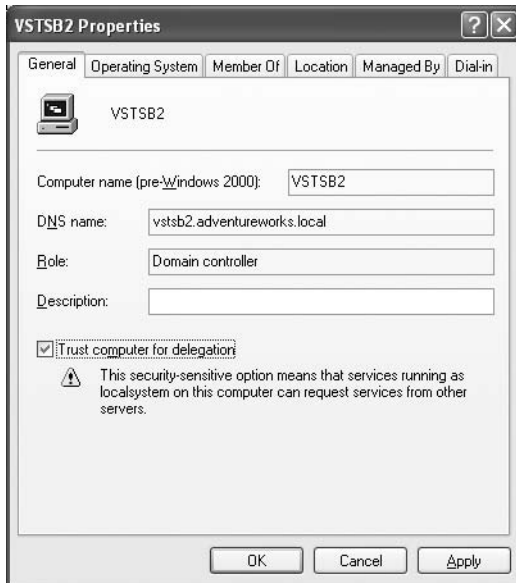 VSTSB2 Properties
General Operating System Member Of Location Managed By Dial-in
VSTSB2
Computer name (pre-Windows 2000): VSTSB2
DNS name: vstsb2.adventureworks.local
Role: Domain controller
Description:
Trust computer for delegation
This security-sensitive option means that services running as
localsystem on this computer can request services from other
servers.
OK Cancel Apply